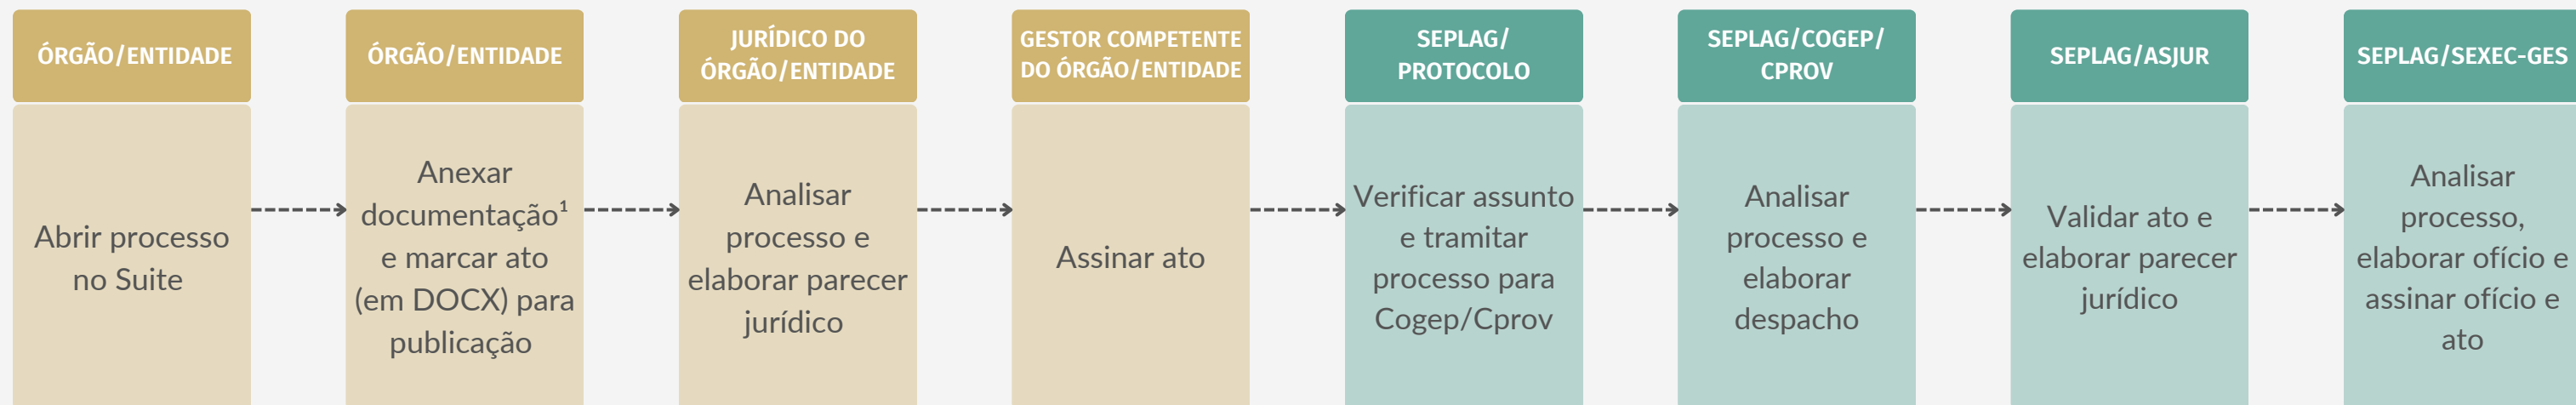 ÓRGÃO/ENTIDADE
Abrir processo
no Suite
ÓRGÃO/ENTIDADE
Anexar
documentação¹
e marcar ato
(em DOCX) para
publicação
JURÍDICO DO
ÓRGÃO/ENTIDADE
Analisar
processo e
elaborar parecer
jurídico
GESTOR COMPETENTE
DO ÓRGÃO/ENTIDADE
Assinar ato
SEPLAG/
PROTOCOLO
Verificar assunto
e tramitar
processo para
Cogep/Cprov
SEPLAG/COGEP/
CPROV
Analisar
processo e
elaborar
despacho
SEPLAG/ASJUR
Validar ato e
elaborar parecer
jurídico
SEPLAG/SEXEC-GES
Analisar
processo,
elaborar ofício e
assinar ofício e
ato